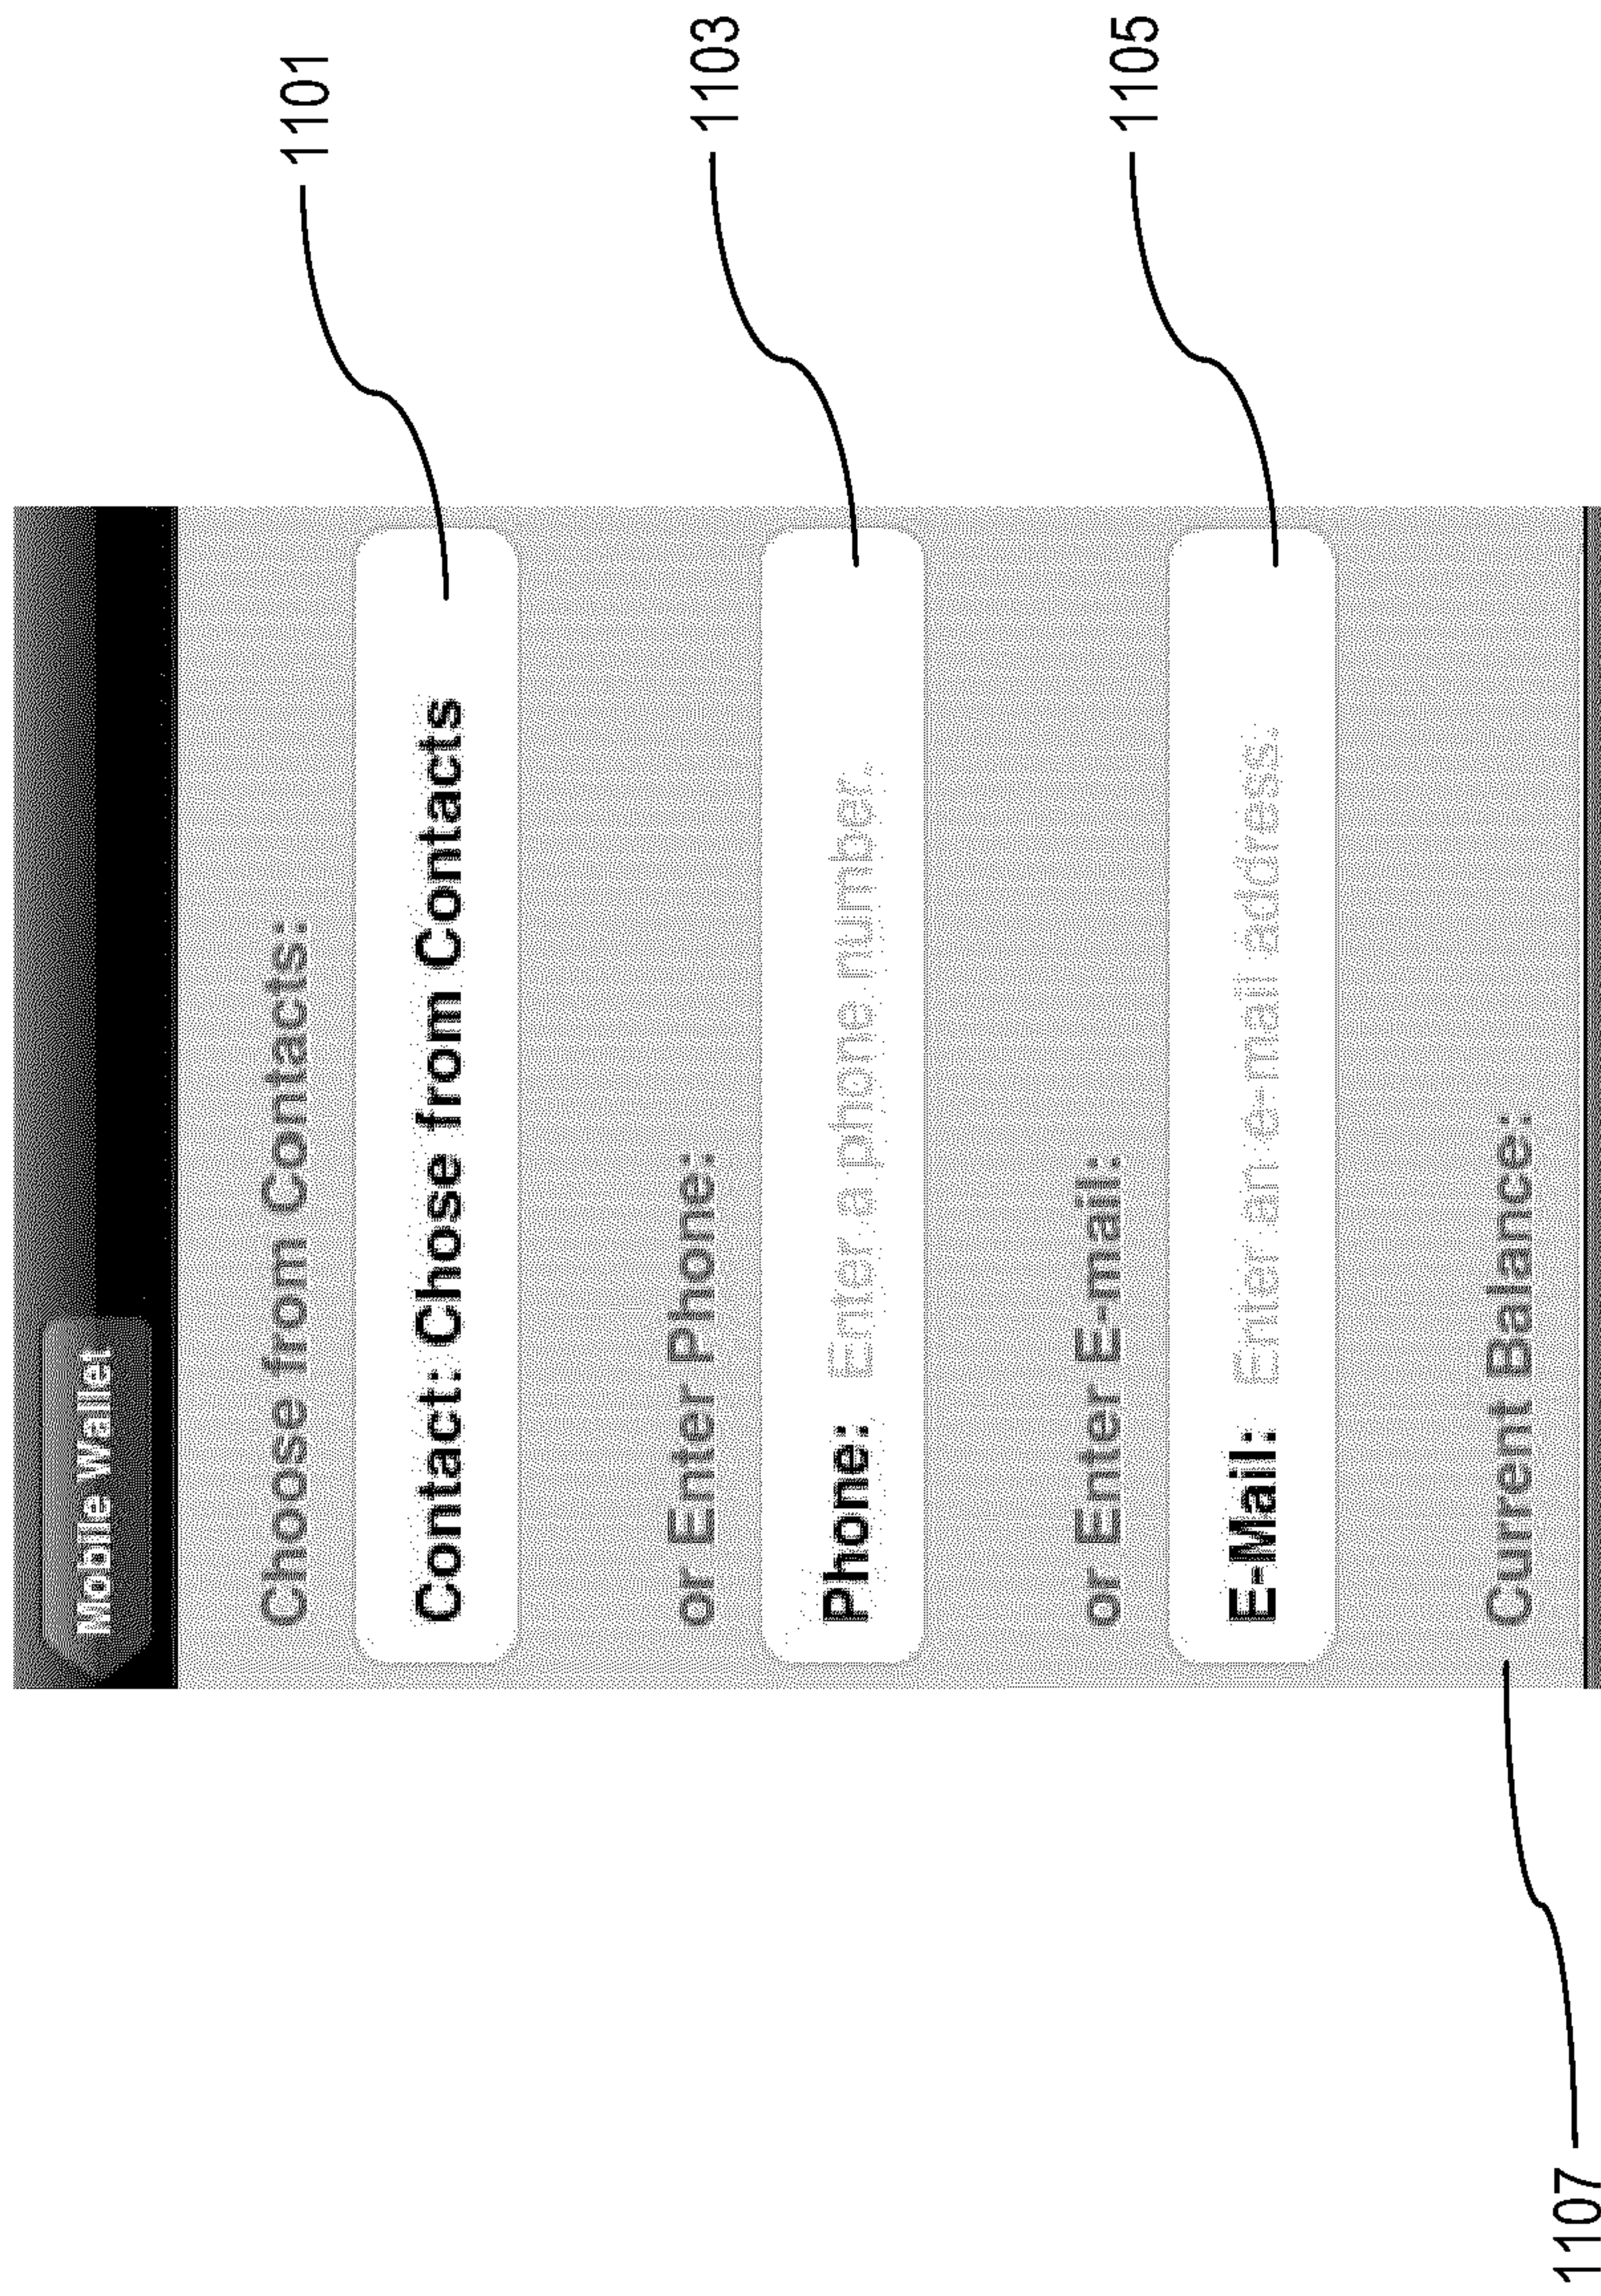 Mobile Wallet
Choose from Contacts:
Contact: Chose from Contacts
1101
or Enter Phone:
Phone: Enter a phone number.
1103
or Enter E-mail:
E-Mail: Enter an e-mail address.
1105
Current Balance:
1107